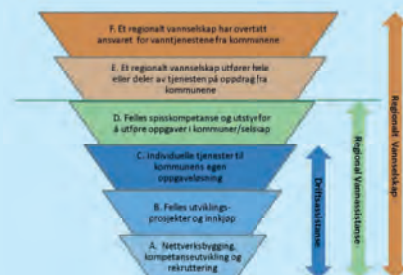 F. Et regionalt vannselskap har overtatt
ansvaret for vanntjenestene fra kommunene
E. Et regionalt vannselskap utfører hele
eller deler av tjenesten på oppdrag fra
kommunene
D. Felles spisskompetanse og utstyr for
å utføre oppgaver i kommuner/selskap
C. Individuelle tjenester til
kommunens egen
oppgaveløsning
B. Felles utviklings-
prosjekter og innkjøp
A. Nettverksbygging,
kompetanseutvikling og
rekruttering
Driftsassistanse
Regional Vannassistanse
Regionalt Vannselskap